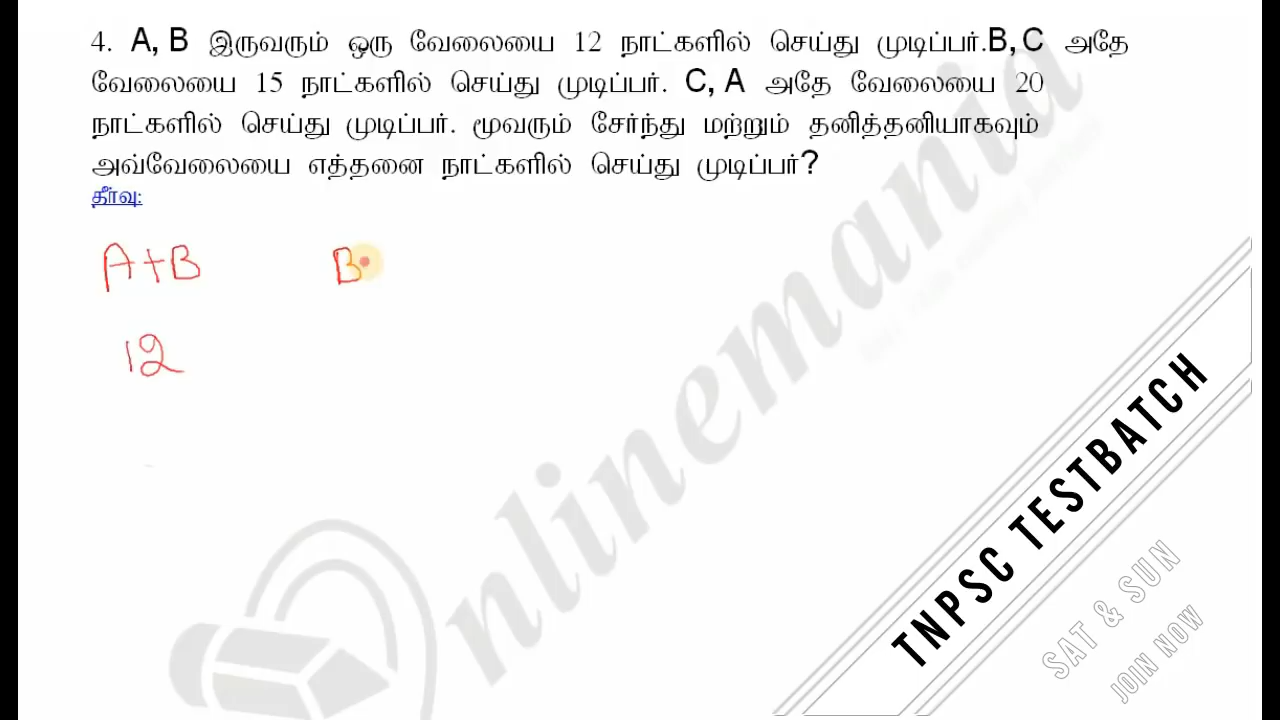 4. A, B இருவரும் ஒரு வேலையை 12 நாட்களில் செய்து முடிப்பர்.B, C அதே
வேலையை 15 நாட்களில் செய்து முடிப்பர். C, A அதே வேலையை 20
நாட்களில் செய்து முடிப்பர். மூவரும் சேர்ந்து மற்றும் தனித்தனியாகவும்
அவ்வேலையை எத்தனை நாட்களில் செய்து முடிப்பர்?
தீர்வு:
A+B B
12
nlinemania
TNPSC TESTBATCH
SAT & SUN
JOIN NOW